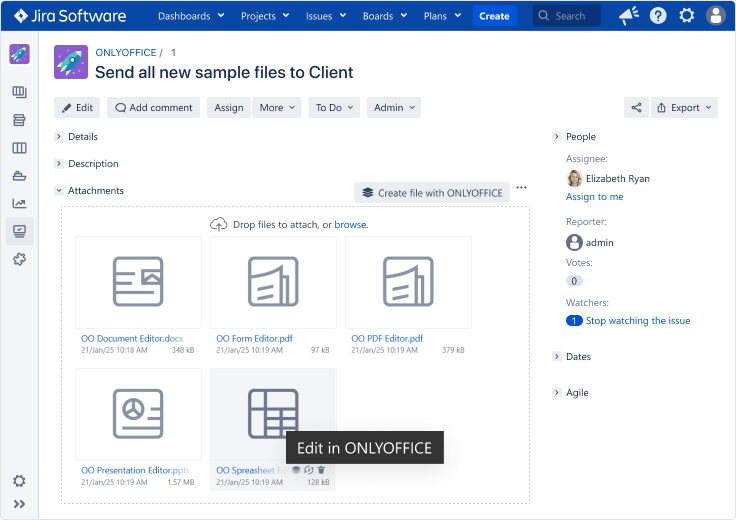 Jira Software Dashboards Projects Issues Boards Plans Create Search
ONLYOFFICE / 1
Send all new sample files to Client
Edit Add comment Assign More To Do Admin Export
Details
Description
Attachments
Create file with ONLYOFFICE
Drop files to attach, or browse.
OO Document Editor.docx
21/Jan/25 10:18 AM 348 kB
OO Form Editor.pdf
21/Jan/25 10:19 AM 97 kB
OO PDF Editor.pdf
21/Jan/25 10:19 AM 379 kB
OO Presentation Editor.pptx
21/Jan/25 10:19 AM 1.57 MB
Edit in ONLYOFFICE
OO Spreasheet
21/Jan/25 10:19 AM 128 kB
People
Assignee:
Elizabeth Ryan
Assign to me
Reporter:
admin
Votes:
0
Watchers:
1 Stop watching the issue
Dates
Agile